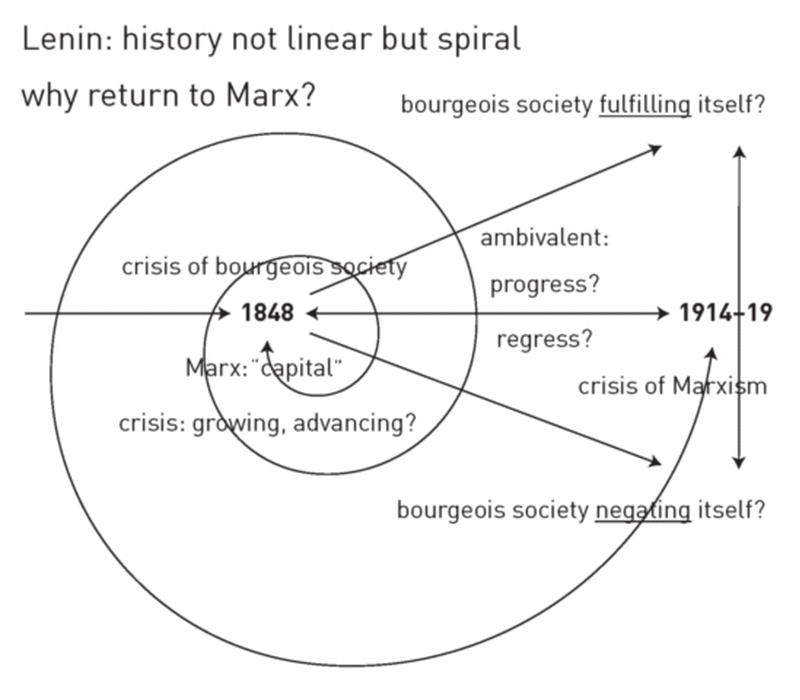 Lenin: history not linear but spiral
why return to Marx?
bourgeois society fulfilling itself?
ambivalent:
crisis of bourgeois society
progress?
1848
1914–19
regress?
Marx: "capital"
crisis of Marxism
crisis: growing, advancing?
bourgeois society negating itself?